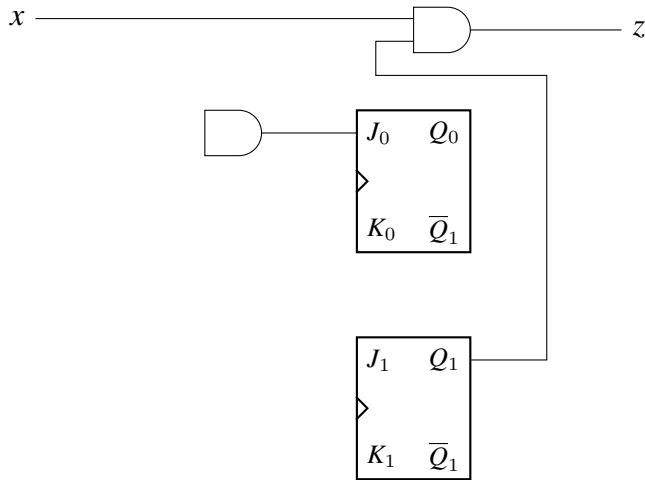 x
z
J₀ Q₀
K₀ Q̅₁
J₁ Q₁
K₁ Q̅₁